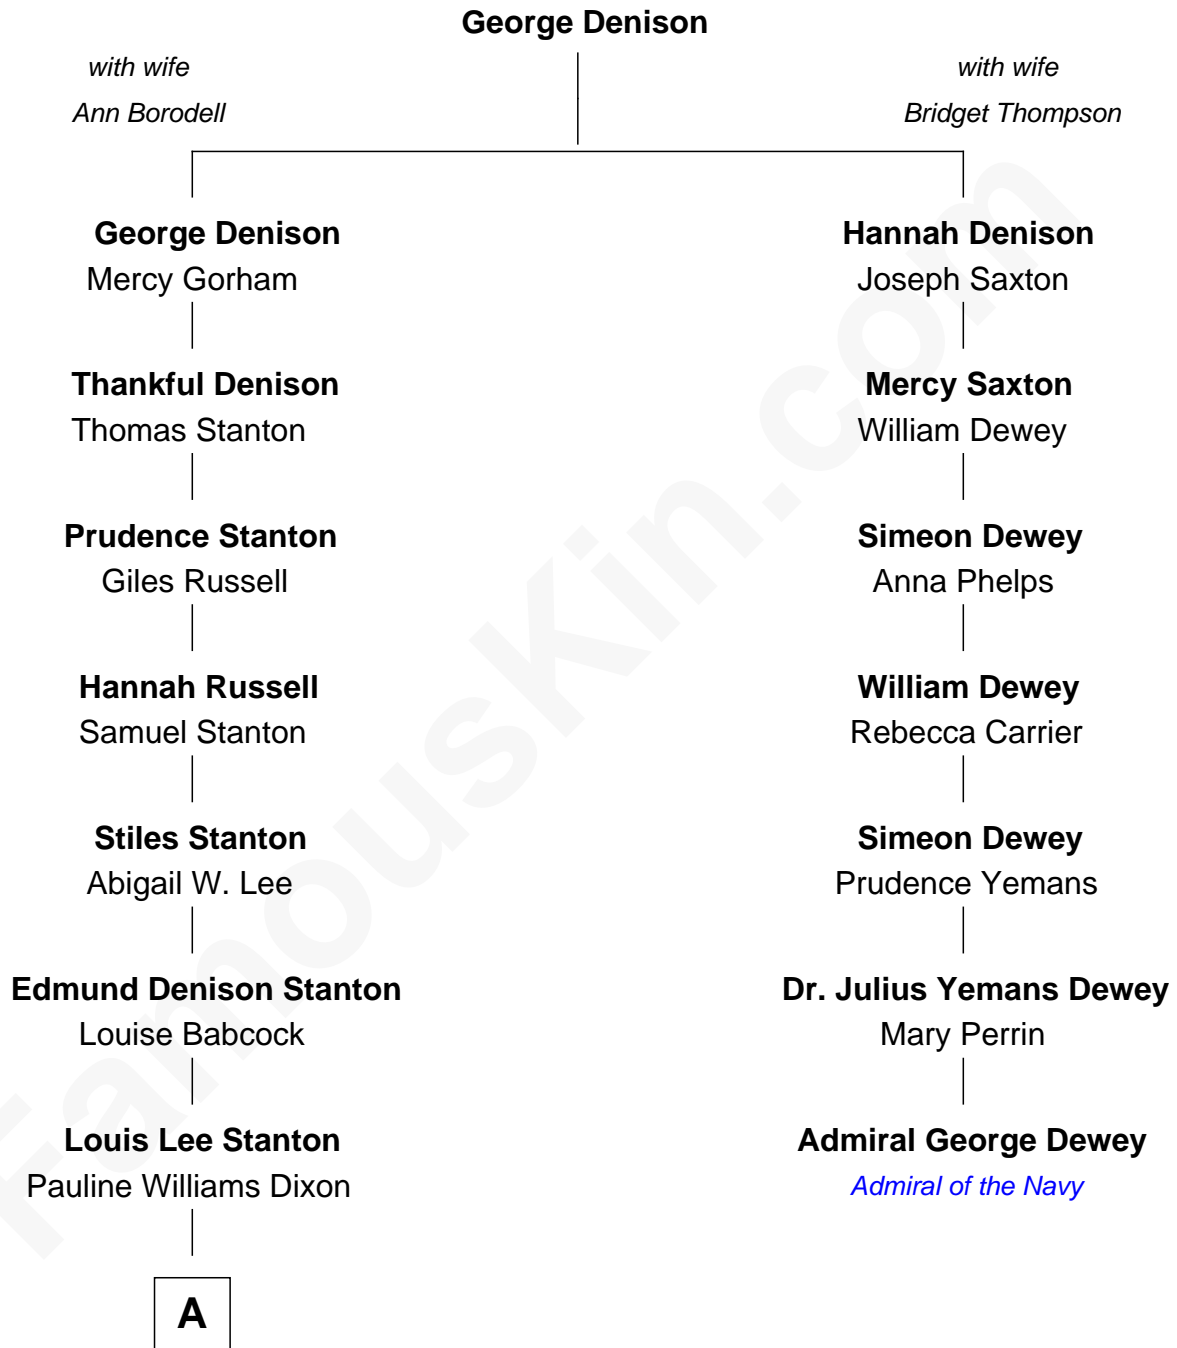 George Denison
with wife
with wife
Ann Borodell
Bridget Thompson
George Denison
Hannah Denison
Mercy Gorham
Joseph Saxton
Thankful Denison
Mercy Saxton
Thomas Stanton
William Dewey
Prudence Stanton
Simeon Dewey
Giles Russell
Anna Phelps
Hannah Russell
William Dewey
Samuel Stanton
Rebecca Carrier
Stiles Stanton
Simeon Dewey
Abigail W. Lee
Prudence Yemans
Edmund Denison Stanton
Dr. Julius Yemans Dewey
Louise Babcock
Mary Perrin
Louis Lee Stanton
Admiral George Dewey
Pauline Williams Dixon
Admiral of the Navy
A
FamousKin.com